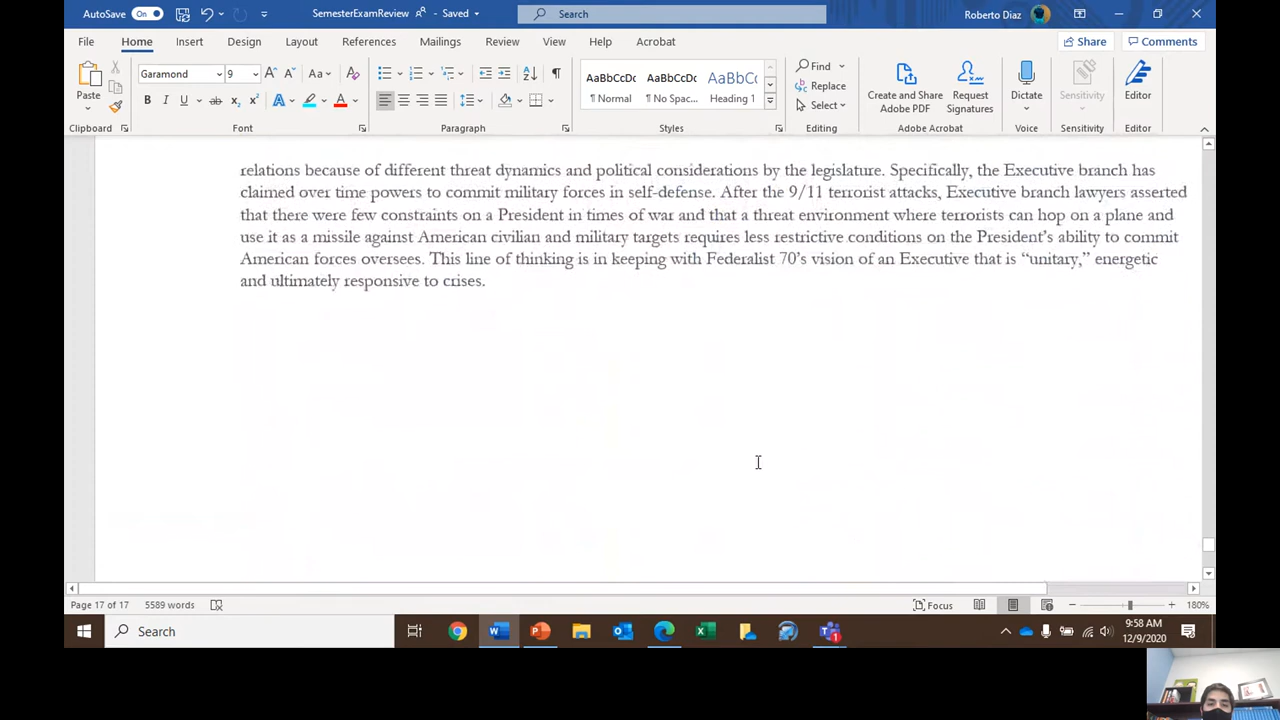 AutoSave On SemesterExamReview Saved Search Roberto Diaz
File Home Insert Design Layout References Mailings Review View Help Acrobat Share Comments
Garamond 9 Aa AaBbCcDc AaBbCcDc AaBbC Find
Paste Replace Create and Share Adobe PDF Request Signatures Dictate Sensitivity Editor
B I U ab x₂ x² A A ¶ Normal ¶ No Spac... Heading 1 Select
Clipboard Font Paragraph Styles Editing Adobe Acrobat Voice Sensitivity Editor
relations because of different threat dynamics and political considerations by the legislature. Specifically, the Executive branch has
claimed over time powers to commit military forces in self-defense. After the 9/11 terrorist attacks, Executive branch lawyers asserted
that there were few constraints on a President in times of war and that a threat environment where terrorists can hop on a plane and
use it as a missile against American civilian and military targets requires less restrictive conditions on the President's ability to commit
American forces oversees. This line of thinking is in keeping with Federalist 70's vision of an Executive that is “unitary,” energetic
and ultimately responsive to crises.
Page 17 of 17 5589 words Focus 180%
Search 9:58 AM
12/9/2020